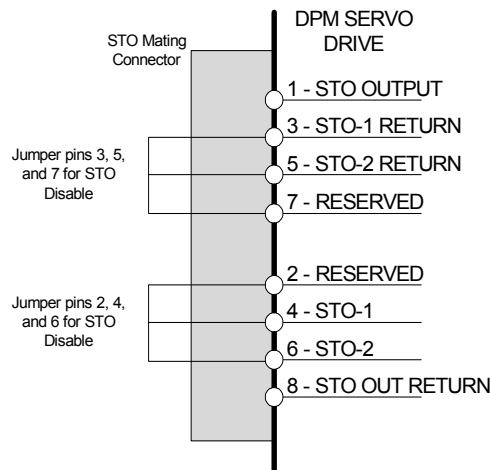 DPM SERVO
DRIVE
STO Mating
Connector
1 - STO OUTPUT
3 - STO-1 RETURN
5 - STO-2 RETURN
7 - RESERVED
Jumper pins 3, 5,
and 7 for STO
Disable
2 - RESERVED
4 - STO-1
6 - STO-2
8 - STO OUT RETURN
Jumper pins 2, 4,
and 6 for STO
Disable